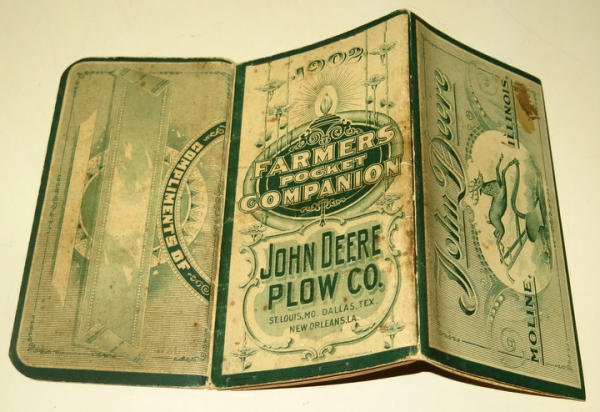 COMPLIMENTS OF
1902
FARMERS
POCKET
COMPANION
JOHN DEERE
PLOW CO.
ST. LOUIS, MO. DALLAS, TEX.
NEW ORLEANS, LA.
John Deere
MOLINE, ILLINOIS.